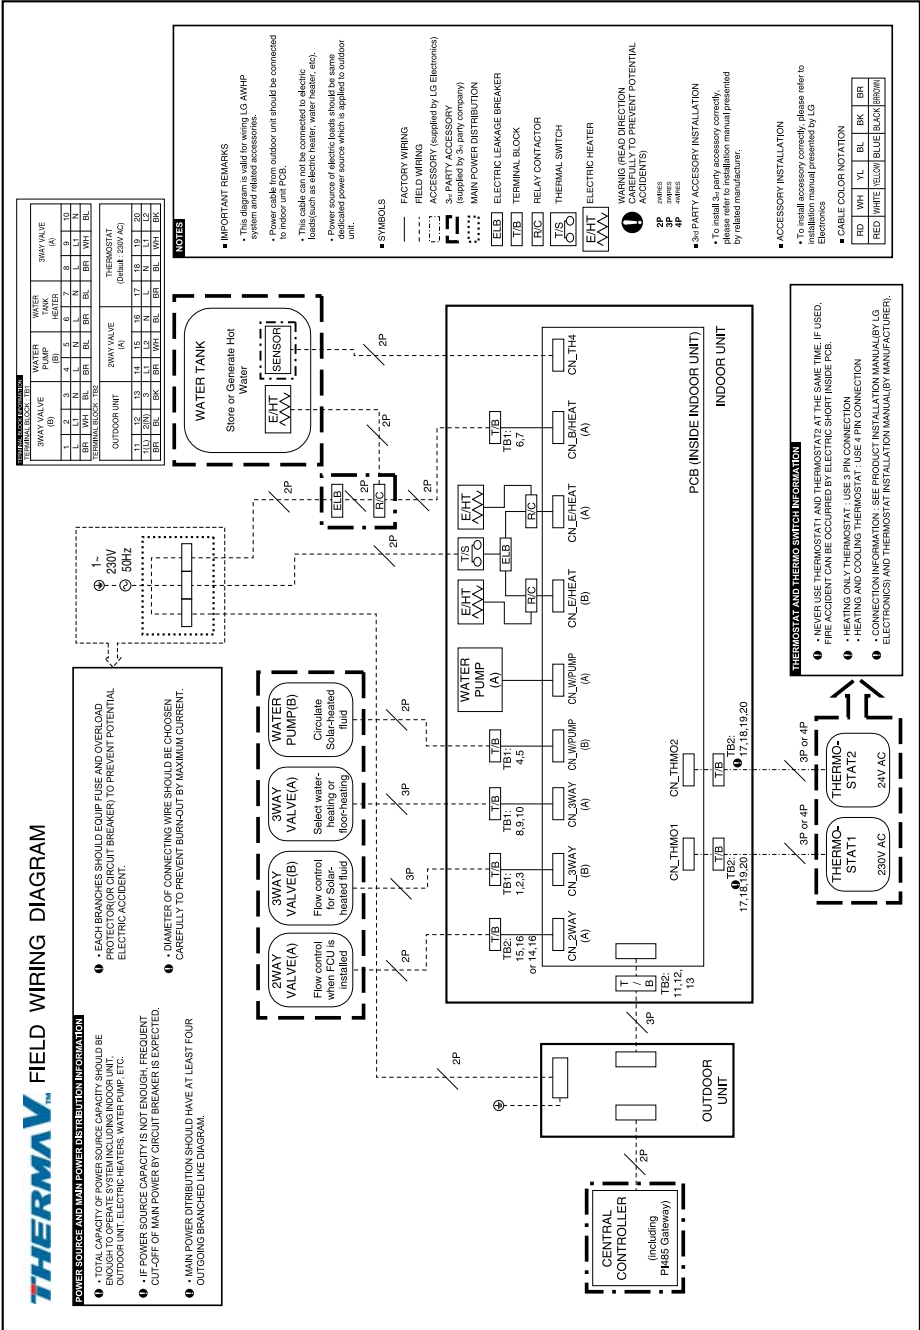 THERMAV.™ FIELD WIRING DIAGRAM
POWER SOURCE AND MAIN POWER DISTRIBUTION INFORMATION
• TOTAL CAPACITY OF POWER SOURCE CAPACITY SHOULD BE
ENOUGH TO OPERATE SYSTEM INCLUDING INDOOR UNIT,
OUTDOOR UNIT, ELECTRIC HEATERS, WATER PUMP, ETC.
• IF POWER SOURCE CAPACITY IS NOT ENOUGH, FREQUENT
CUT-OFF OF MAIN POWER BY CIRCUIT BREAKER IS EXPECTED.
• MAIN POWER DITRIBUTION SHOULD HAVE AT LEAST FOUR
OUTGOING BRANCHED LIKE DIAGRAM.
• EACH BRANCHES SHOULD EQUIP FUSE AND OVERLOAD
PROTECTOR(OR CIRCUIT BREAKER) TO PREVENT POTENTIAL
ELECTRIC ACCIDENT.
• DIAMETER OF CONNECTING WIRE SHOULD BE CHOOSEN
CAREFULLY TO PREVENT BURN-OUT BY MAXIMUM CURRENT.
1~
230V
50Hz
TERMINAL BLOCK INFORMATION
TERMINAL BLOCK : TB1
3WAY VALVE
(B)
WATER
PUMP
(B)
WATER
TANK
HEATER
3WAY VALVE
(A)
1 2 3 4 5 6 7 8 9 10
L L1 N L N L N L L1 N
BR WH BL BR BL BR BL BR WH BL
TERMINAL BLOCK : TB2
OUTDOOR UNIT
2WAY VALVE
(A)
THERMOSTAT
(Default : 230V AC)
11 12 13 14 15 16 17 18 19 20
1(L) 2(N) 3 L1 L2 N L N L1 L2
BR BL BK BR WH BL BR BL WH BK
NOTES
■ IMPORTANT REMARKS
• This diagram is valid for wiring LG AWHP
system and related accessories.
• Power cable from outdoor unit should be connected
to indoor unit PCB.
• This cable can not be connected to electric
loads(such as electric heater, water heater, etc).
• Power source of electric loads should be same
dedicated power source which is applied to outdoor
unit.
■ SYMBOLS
FACTORY WIRING
FIELD WIRING
ACCESSORY (supplied by LG Electronics)
3rd PARTY ACCESSORY
(supplied by 3rd party company)
MAIN POWER DISTRIBUTION
ELB ELECTRIC LEAKAGE BREAKER
T/B TERMINAL BLOCK
R/C RELAY CONTACTOR
T/S THERMAL SWITCH
E/HT ELECTRIC HEATER
WARNIG (READ DIRECTION
CAREFULLY TO PREVENT POTENTIAL
ACCIDENTS)
2P 2WIRES
3P 3WIRES
4P 4WIRES
■ 3rd PARTY ACCESSORY INSTALLATION
• To install 3rd party accessory correctly,
please refer to installation manual presented
by related manufacturer.
■ ACCESSORY INSTALLATION
• To install accessory correctly, please refer to
installation manual presented by LG
Electronics
■ CABLE COLOR NOTATION
RD WH YL BL BK BR
RED WHITE YELLOW BLUE BLACK BRROWN
WATER TANK
Store or Generate Hot
Water
E/HT
SENSOR
2P
2P
2P
ELB
2P
R/C
2P
2P
2WAY
VALVE(A)
Flow control
when FCU is
installed
3WAY
VALVE(B)
Flow control
for Solar-
heated fluid
3WAY
VALVE(A)
Select water-
heating or
floor-heating
WATER
PUMP(B)
Circulate
Solar-heated
fluid
2P
3P
3P
2P
T/B
TB2:
15,16
or 14,16
T/B
TB1:
1,2,3
T/B
TB1:
8,9,10
T/B
TB1:
4,5
WATER
PUMP
(A)
E/HT
T/S
E/HT
R/C
ELB
R/C
T/B
TB1:
6,7
CN_2WAY
(A)
CN_3WAY
(B)
CN_3WAY
(A)
CN_W/PUMP
(B)
CN_W/PUMP
(A)
CN_E/HEAT
(B)
CN_E/HEAT
(A)
CN_B/HEAT
(A)
CN_TH4
PCB (INSIDE INDOOR UNIT)
INDOOR UNIT
CN_THMO1
CN_THMO2
T/B
TB2:
17,18,19,20
T/B
TB2:
17,18,19,20
3P or 4P
3P or 4P
THERMO-
STAT1
230V AC
THERMO-
STAT2
24V AC
T / B
TB2:
11,12,
13
3P
2P
OUTDOOR
UNIT
2P
CENTRAL
CONTROLLER
(including
PI485 Gateway)
THERMOSTAT AND THERMO SWITCH INFORMATION
• NEVER USE THERMOSTAT1 AND THERMOSTAT2 AT THE SAME TIME. IF USED,
FIRE ACCIDENT CAN BE OCCURRED BY ELECTRIC SHORT INSIDE PCB.
• HEATING ONLY THERMOSTAT : USE 3 PIN CONNECTION
• HEATING AND COOLING THERMOSTAT : USE 4 PIN CONNECTION
• CONNECTION INFORMATION : SEE PRODUCT INSTALLATION MANUAL(BY LG
ELECTRONICS) AND THERMOSTAT INSTALLATION MANUAL(BY MANUFACTURER).